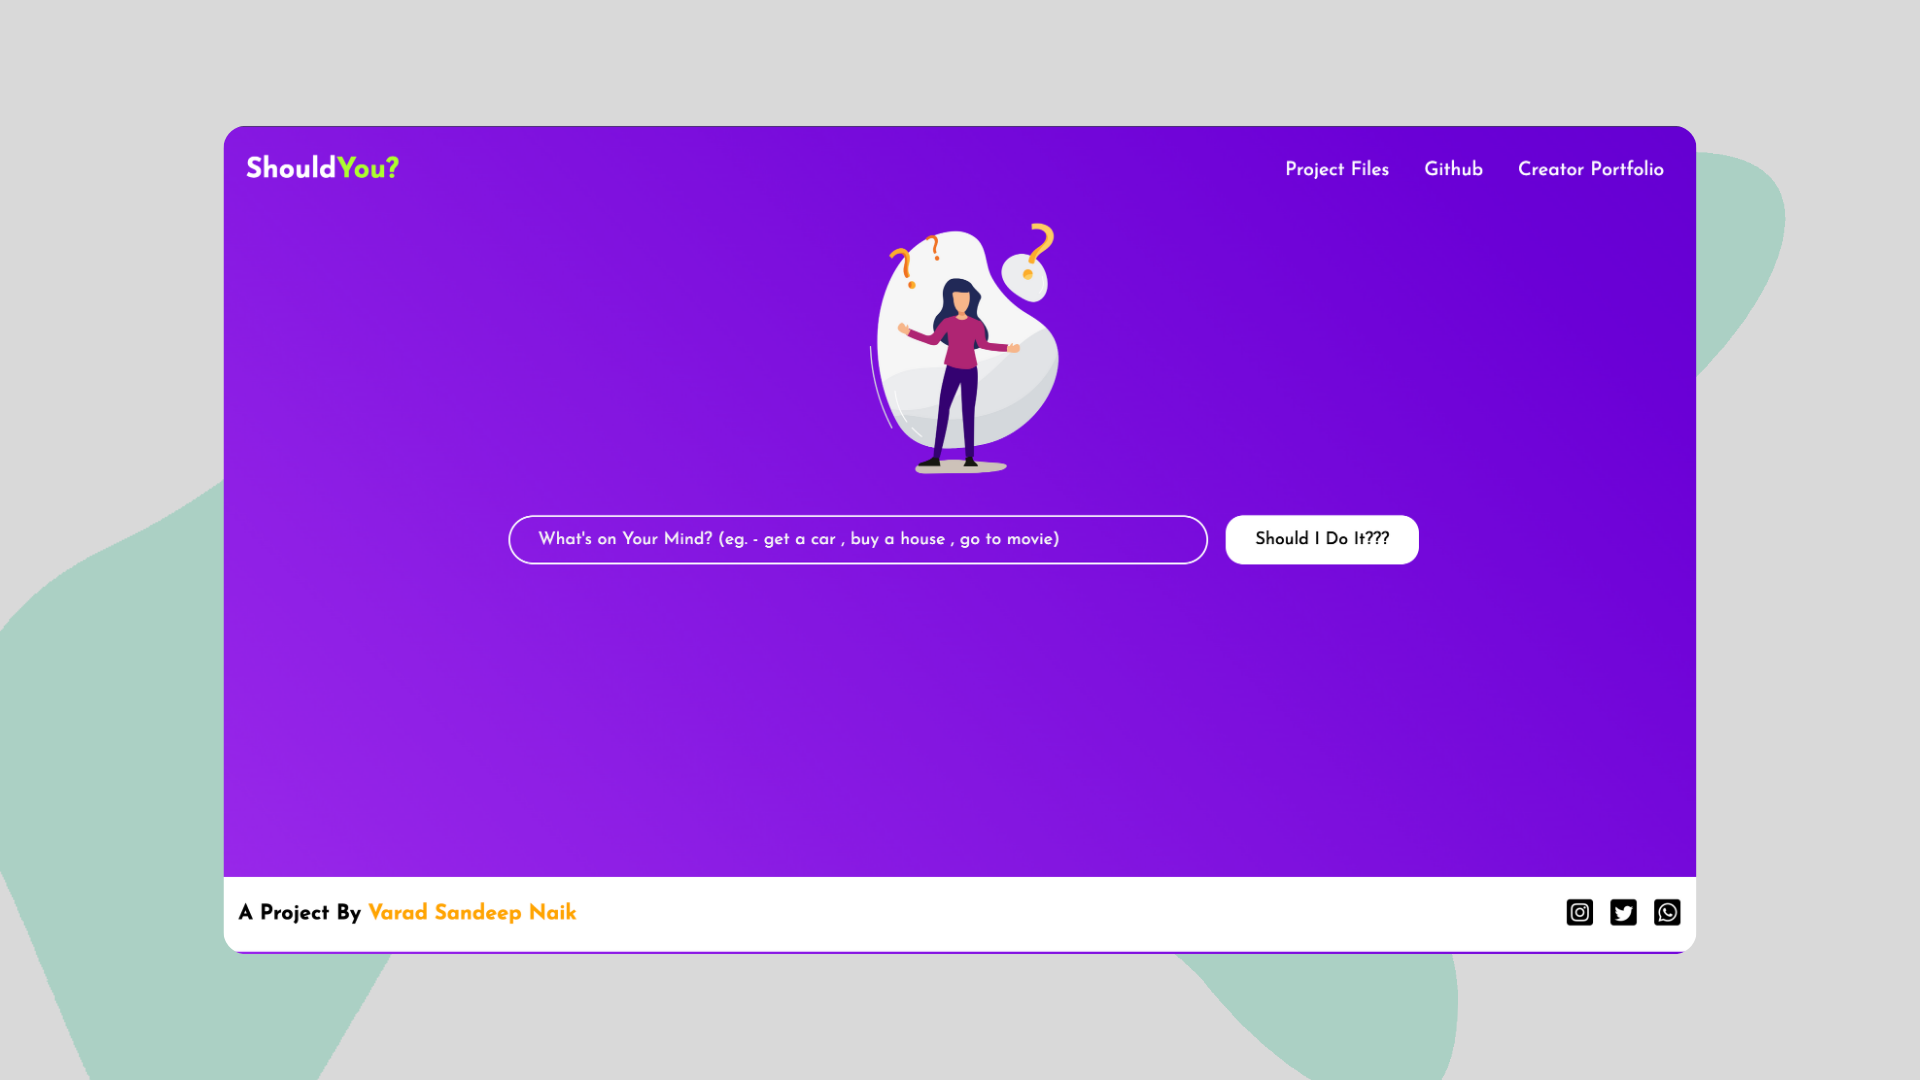 ShouldYou?
Project Files Github Creator Portfolio
What's on Your Mind? (eg. - get a car , buy a house , go to movie)
Should I Do It???
A Project By Varad Sandeep Naik